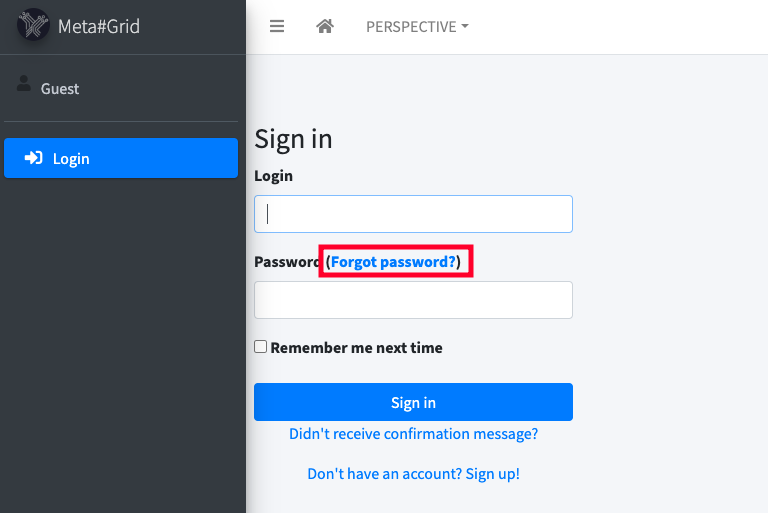 Meta#Grid
PERSPECTIVE
Guest
Login
Sign in
Login
Password (Forgot password?)
Remember me next time
Sign in
Didn't receive confirmation message?
Don't have an account? Sign up!